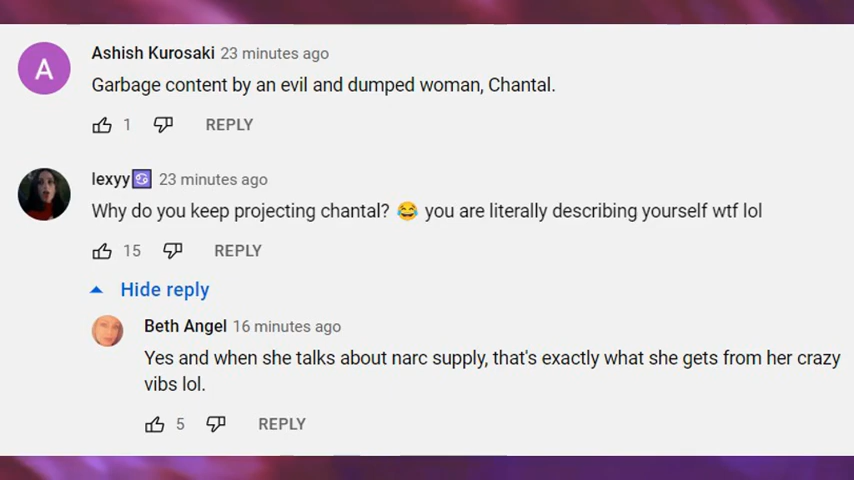 A
Ashish Kurosaki 23 minutes ago
Garbage content by an evil and dumped woman, Chantal.
1 REPLY
lexyy♋ 23 minutes ago
Why do you keep projecting chantal? 😂 you are literally describing yourself wtf lol
15 REPLY
Hide reply
Beth Angel 16 minutes ago
Yes and when she talks about narc supply, that's exactly what she gets from her crazy
vibs lol.
5 REPLY